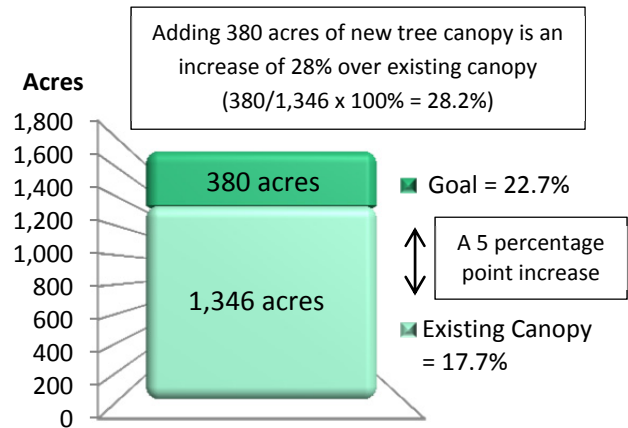 Adding 380 acres of new tree canopy is an
increase of 28% over existing canopy
(380/1,346 x 100% = 28.2%)
Acres
1,800
1,600
1,400
1,200
1,000
800
600
400
200
0
380 acres
1,346 acres
Goal = 22.7%
A 5 percentage
point increase
Existing Canopy
= 17.7%